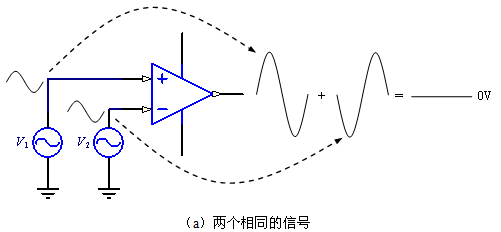 + = 0V
+
−
V1 V2
（a）两个相同的信号